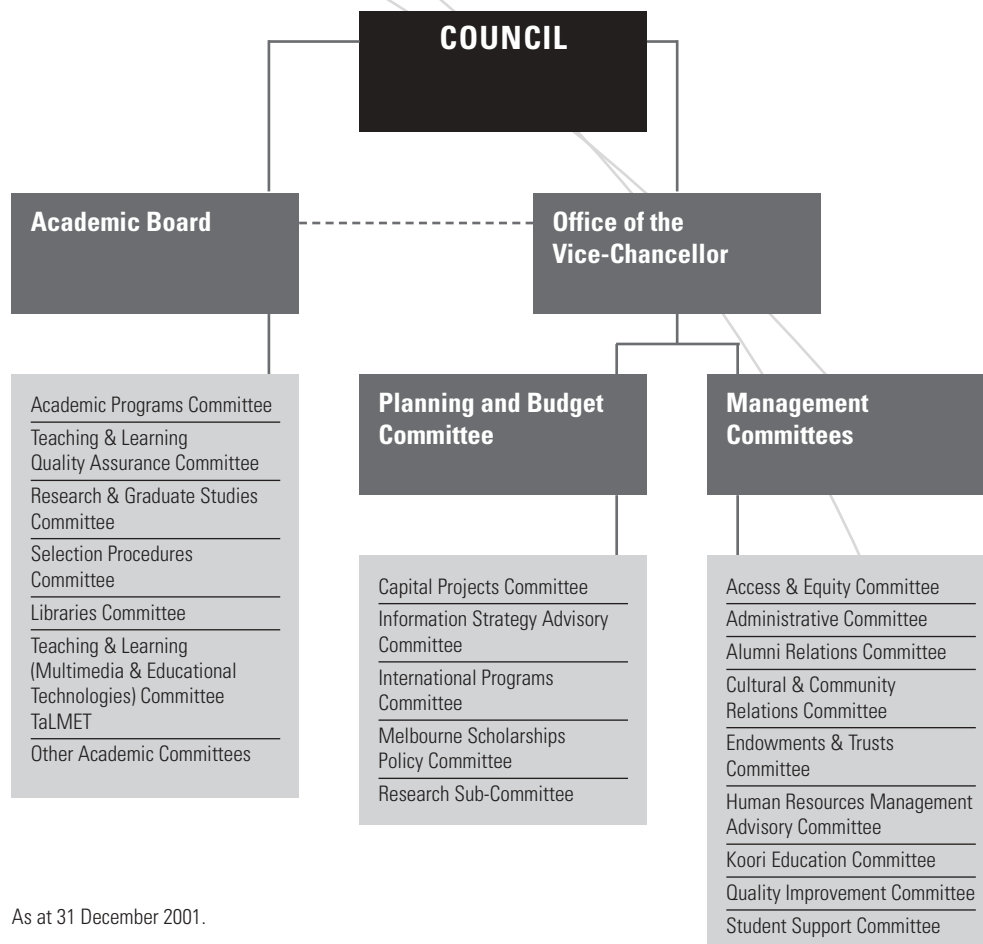 COUNCIL
Academic Board
Office of the
Vice-Chancellor
Academic Programs Committee
Teaching & Learning
Quality Assurance Committee
Research & Graduate Studies
Committee
Selection Procedures
Committee
Libraries Committee
Teaching & Learning
(Multimedia & Educational
Technologies) Committee
TaLMET
Other Academic Committees
Planning and Budget
Committee
Capital Projects Committee
Information Strategy Advisory
Committee
International Programs
Committee
Melbourne Scholarships
Policy Committee
Research Sub-Committee
Management
Committees
Access & Equity Committee
Administrative Committee
Alumni Relations Committee
Cultural & Community
Relations Committee
Endowments & Trusts
Committee
Human Resources Management
Advisory Committee
Koori Education Committee
Quality Improvement Committee
Student Support Committee
As at 31 December 2001.